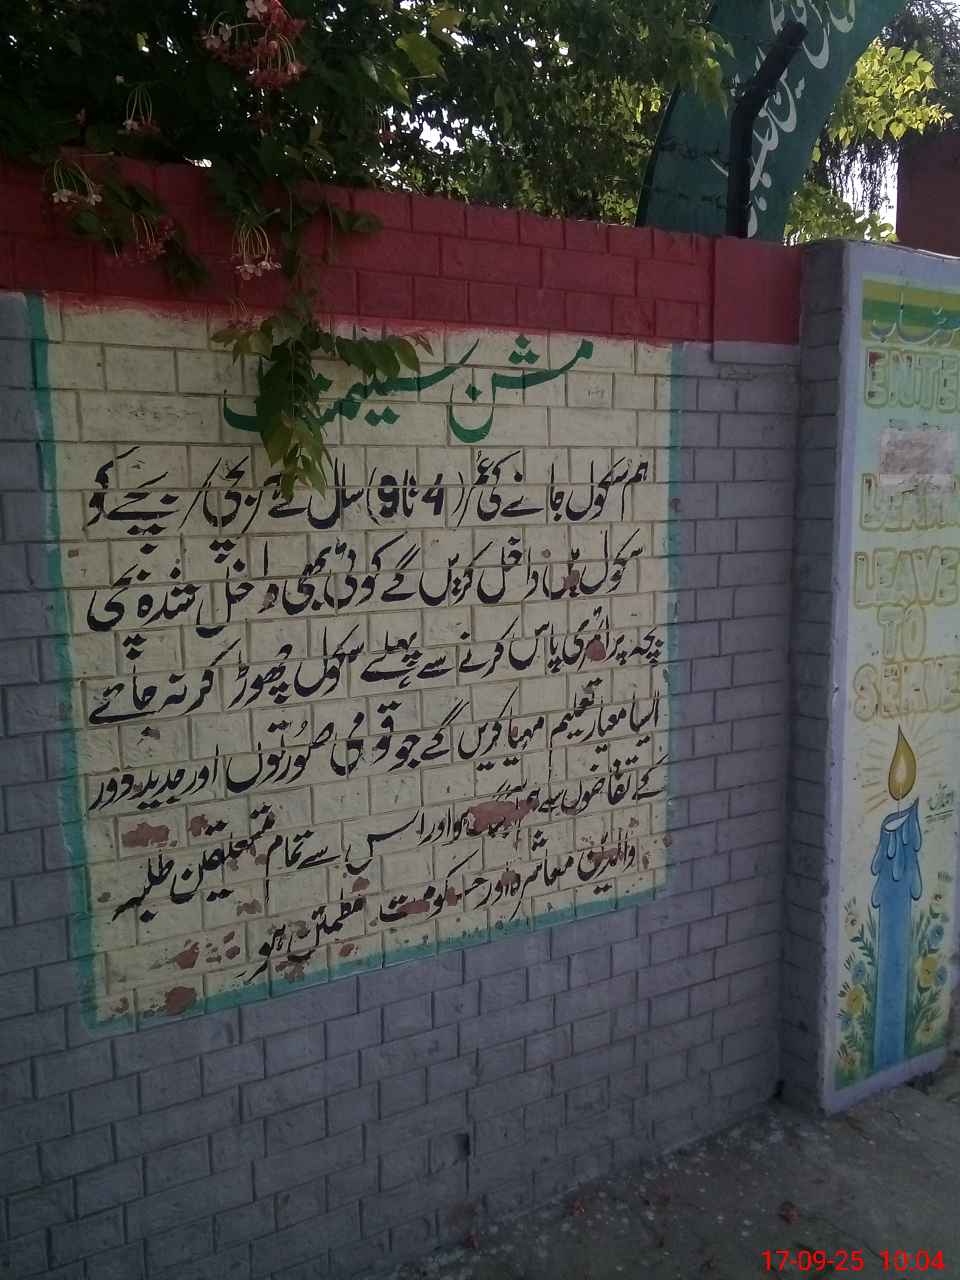 مشن سٹیٹمنٹ
ہم سکول جانے کی عمر (4 تا 9) سال کے ہر بچی / بچے کو
سکول میں داخل کریں گے کوئی بھی داخل شدہ بچی
بچہ پرائمری پاس کرنے سے پہلے سکول چھوڑ کر نہ جائے
ایسا معیار تعلیم مہیا کریں گے جو قومی ضرورتوں اور جدید دور
کے تقاضوں سے ہم آہنگ ہو اور اس سے تمام متعلقین طلبہ
والدین معاشرہ اور حکومت مطمئن ہو
ENTE
LEAVE
TO
SERVE
17-09-25 10:04